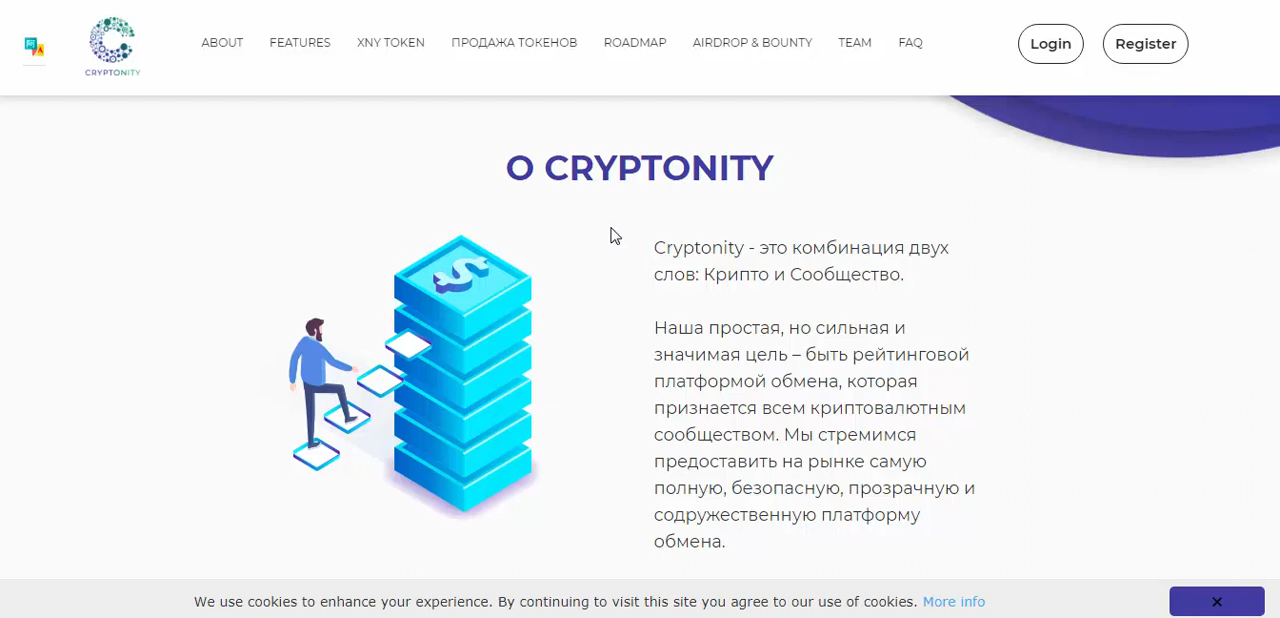 CRYPTONITY
ABOUT FEATURES XNY TOKEN ПРОДАЖА ТОКЕНОВ ROADMAP AIRDROP & BOUNTY TEAM FAQ Login Register
О CRYPTONITY
Cryptonity - это комбинация двух
слов: Крипто и Сообщество.
Наша простая, но сильная и
значимая цель – быть рейтинговой
платформой обмена, которая
признается всем криптовалютным
сообществом. Мы стремимся
предоставить на рынке самую
полную, безопасную, прозрачную и
содружественную платформу
обмена.
We use cookies to enhance your experience. By continuing to visit this site you agree to our use of cookies. More info